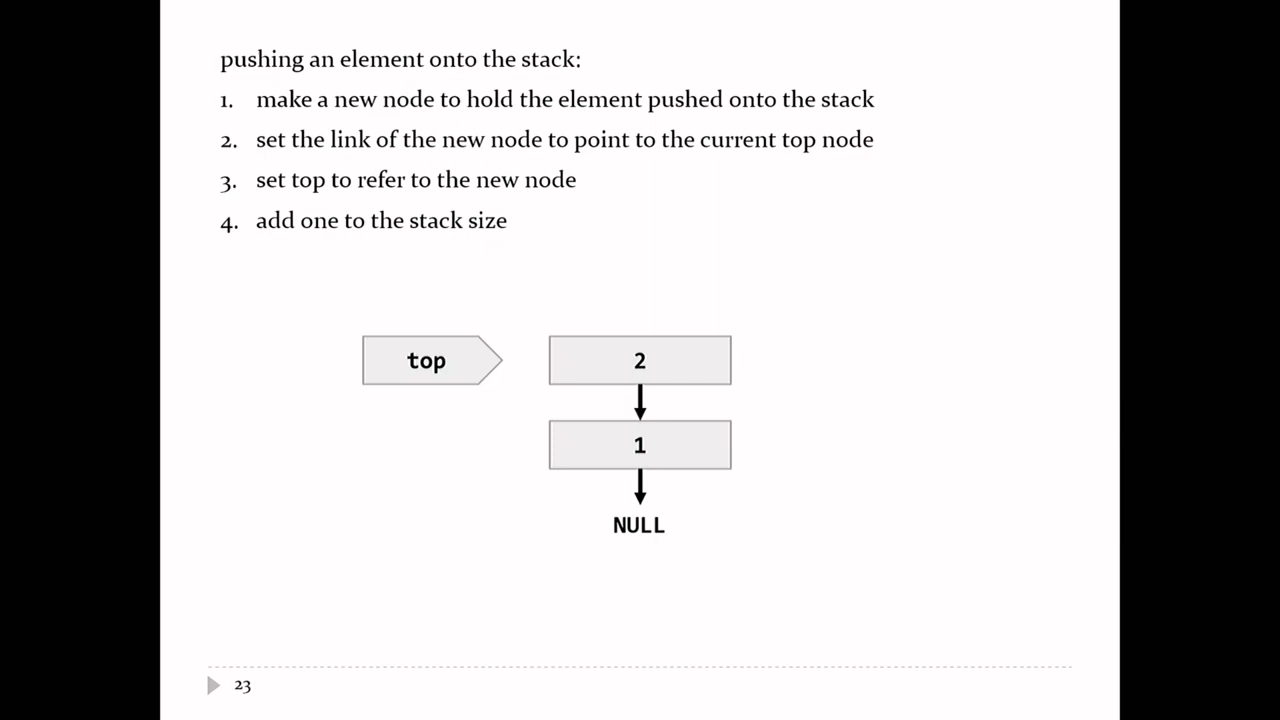 pushing an element onto the stack:
1. make a new node to hold the element pushed onto the stack
2. set the link of the new node to point to the current top node
3. set top to refer to the new node
4. add one to the stack size
top
2
1
NULL
23